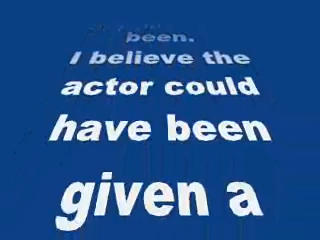 been.
I believe the
actor could
have been
given a